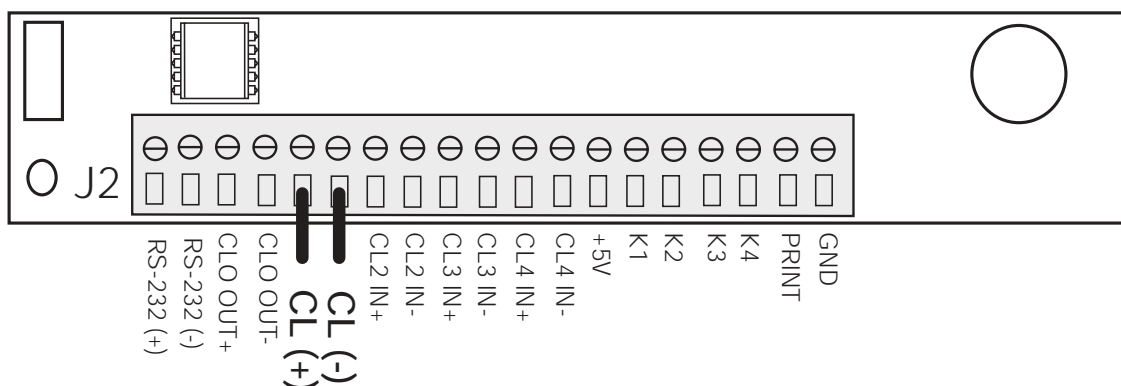 J2
RS-232 (+)
RS-232 (-)
CLO OUT+
CLO OUT-
CL (+)
CL (-)
CL2 IN+
CL2 IN-
CL3 IN+
CL3 IN-
CL4 IN+
CL4 IN-
+5V
K1
K2
K3
K4
PRINT
GND